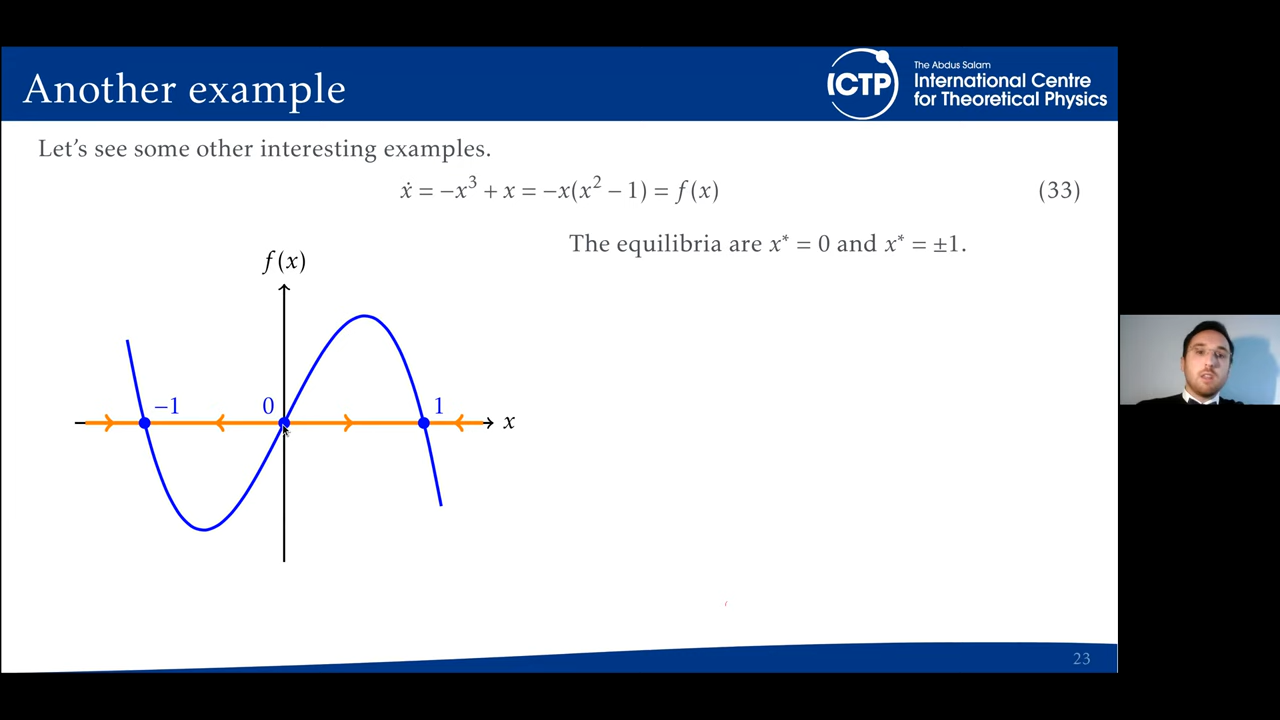 Another example
The Abdus Salam
ICTP
International Centre
for Theoretical Physics
Let's see some other interesting examples.
ẋ = −x³ + x = −x(x² − 1) = f(x) (33)
The equilibria are x* = 0 and x* = ±1.
f(x)
−1 0 1
x
23